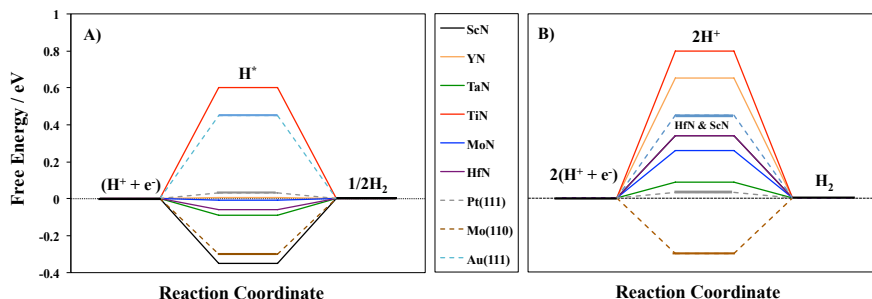 A)
H*
(H+ + e-)
1/2H2
Free Energy / eV
1
0.8
0.6
0.4
0.2
0
-0.2
-0.4
Reaction Coordinate
ScN
YN
TaN
TiN
MoN
HfN
Pt(111)
Mo(110)
Au(111)
B)
2H+
HfN & ScN
2(H+ + e-)
H2
Reaction Coordinate